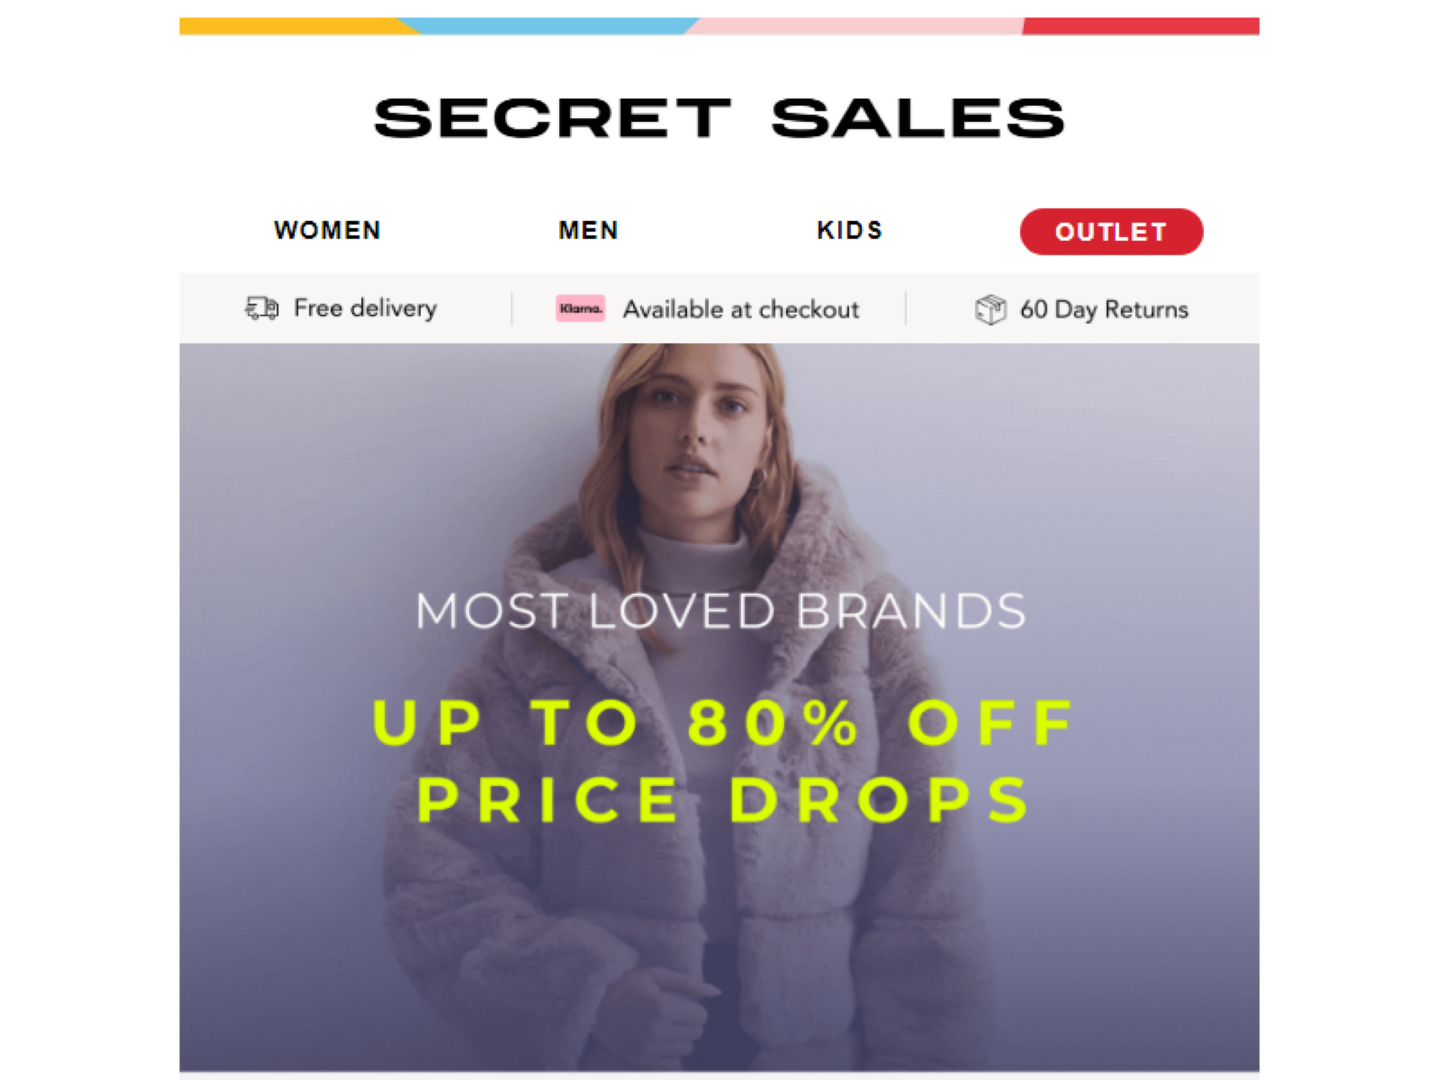 SECRET SALES
WOMEN MEN KIDS OUTLET
Free delivery Klarna. Available at checkout 60 Day Returns
MOST LOVED BRANDS
UP TO 80% OFF
PRICE DROPS